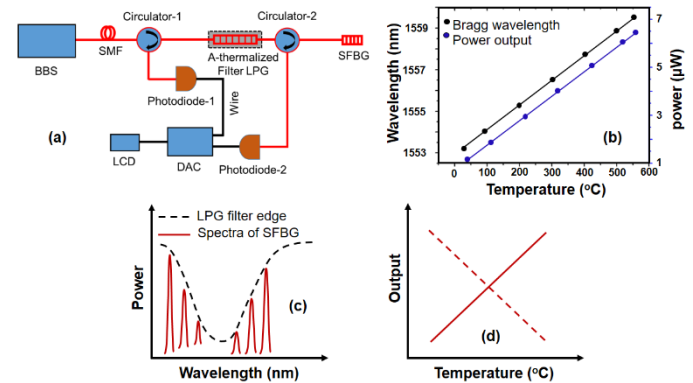 Circulator-1
Circulator-2
BBS
SMF
A-thermalized
Filter LPG
SFBG
Photodiode-1
Wire
(a)
LCD
DAC
Photodiode-2
Bragg wavelength
Power output
Wavelength (nm)
1559
1557
1555
1553
7
5
3
1
power (μW)
(b)
0 100 200 300 400 500 600
Temperature (°C)
LPG filter edge
Spectra of SFBG
Power
(c)
Wavelength (nm)
Output
(d)
Temperature (°C)